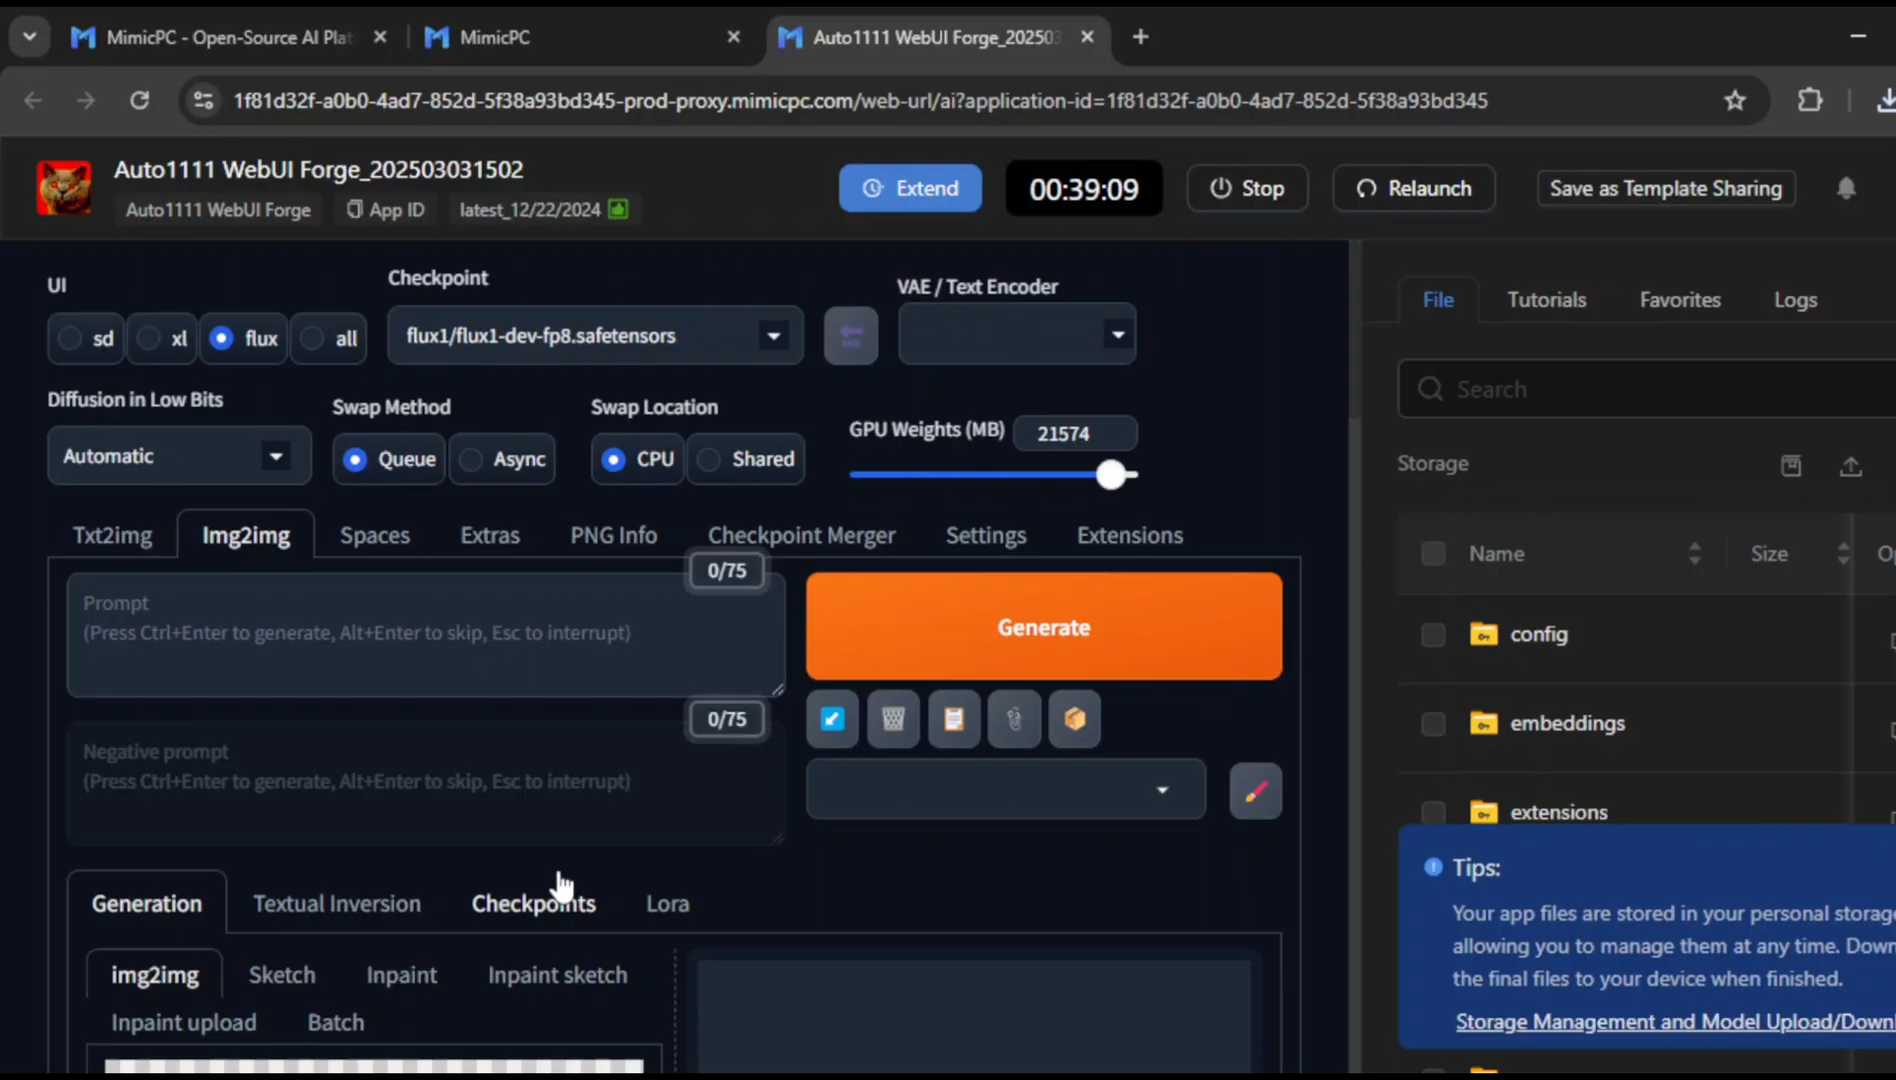 MimicPC - Open-Source AI Plat
MimicPC
Auto1111 WebUI Forge_202503
1f81d32f-a0b0-4ad7-852d-5f38a93bd345-prod-proxy.mimicpc.com/web-url/ai?application-id=1f81d32f-a0b0-4ad7-852d-5f38a93bd345
Auto1111 WebUI Forge_202503031502
Auto1111 WebUI Forge
App ID
latest_12/22/2024
Extend
00:39:09
Stop
Relaunch
Save as Template Sharing
UI
sd
xl
flux
all
Checkpoint
flux1/flux1-dev-fp8.safetensors
VAE / Text Encoder
Diffusion in Low Bits
Automatic
Swap Method
Queue
Async
Swap Location
CPU
Shared
GPU Weights (MB)
21574
Txt2img
Img2img
Spaces
Extras
PNG Info
Checkpoint Merger
Settings
Extensions
0/75
Prompt
(Press Ctrl+Enter to generate, Alt+Enter to skip, Esc to interrupt)
Generate
0/75
Negative prompt
(Press Ctrl+Enter to generate, Alt+Enter to skip, Esc to interrupt)
Generation
Textual Inversion
Checkpoints
Lora
img2img
Sketch
Inpaint
Inpaint sketch
Inpaint upload
Batch
File
Tutorials
Favorites
Logs
Search
Storage
Name
Size
Op
config
embeddings
extensions
Tips:
Your app files are stored in your personal storage
allowing you to manage them at any time. Down
the final files to your device when finished.
Storage Management and Model Upload/Downl